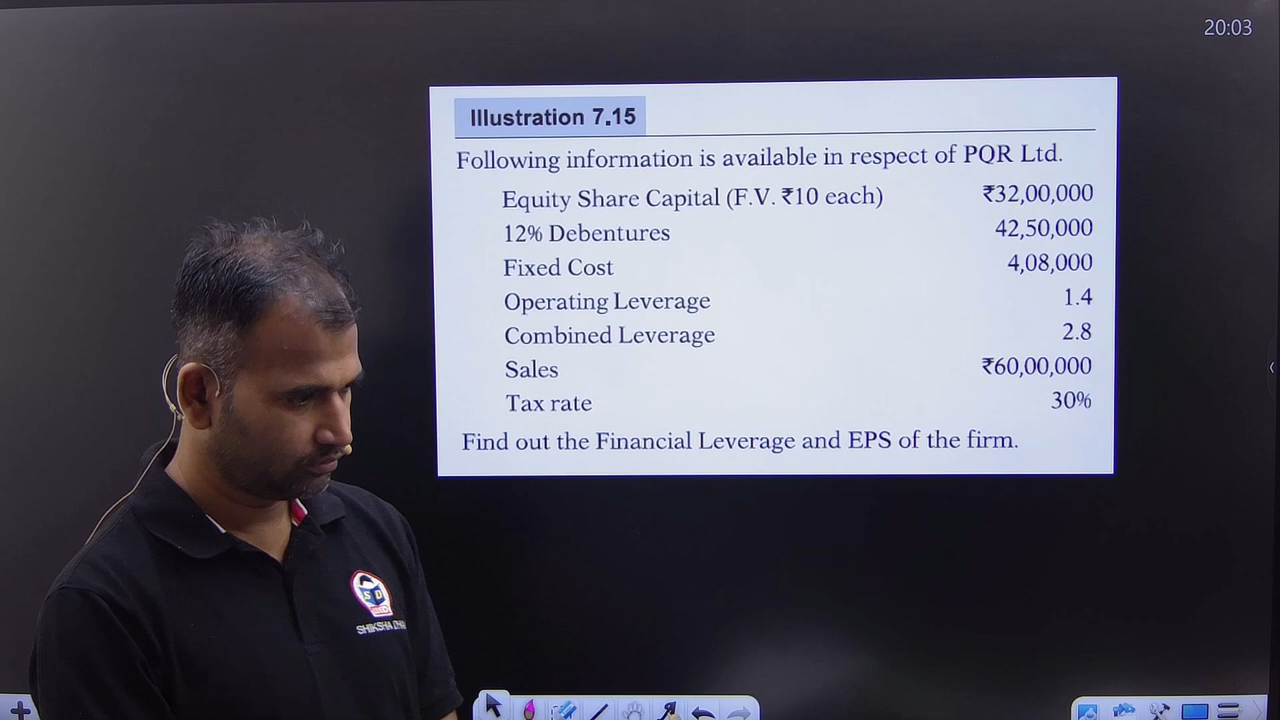 20:03
Illustration 7.15
Following information is available in respect of PQR Ltd.
Equity Share Capital (F.V. ₹10 each) ₹32,00,000
12% Debentures 42,50,000
Fixed Cost 4,08,000
Operating Leverage 1.4
Combined Leverage 2.8
Sales ₹60,00,000
Tax rate 30%
Find out the Financial Leverage and EPS of the firm.
S D
SHIKSHA